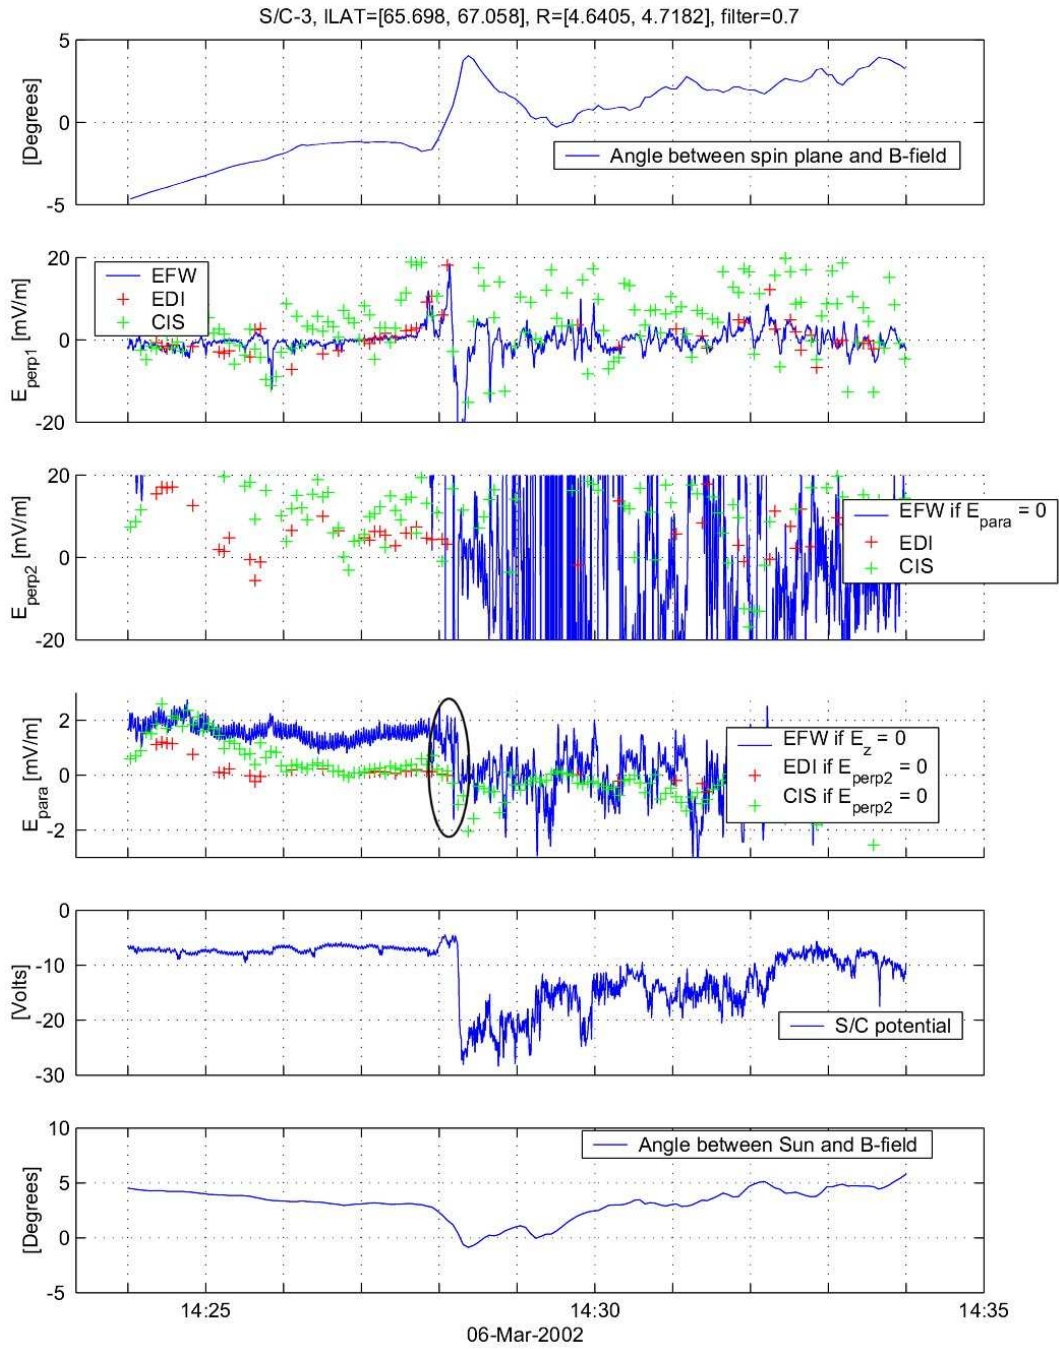 S/C-3, ILAT=[65.698, 67.058], R=[4.6405, 4.7182], filter=0.7
5
0
-5
[Degrees]
Angle between spin plane and B-field
20
0
-20
E_perp1 [mV/m]
EFW
EDI
CIS
20
0
-20
E_perp2 [mV/m]
EFW if E_para = 0
EDI
CIS
2
0
-2
E_para [mV/m]
EFW if E_z = 0
EDI if E_perp2 = 0
CIS if E_perp2 = 0
0
-10
-20
-30
[Volts]
S/C potential
10
5
0
-5
[Degrees]
Angle between Sun and B-field
14:25
14:30
14:35
06-Mar-2002